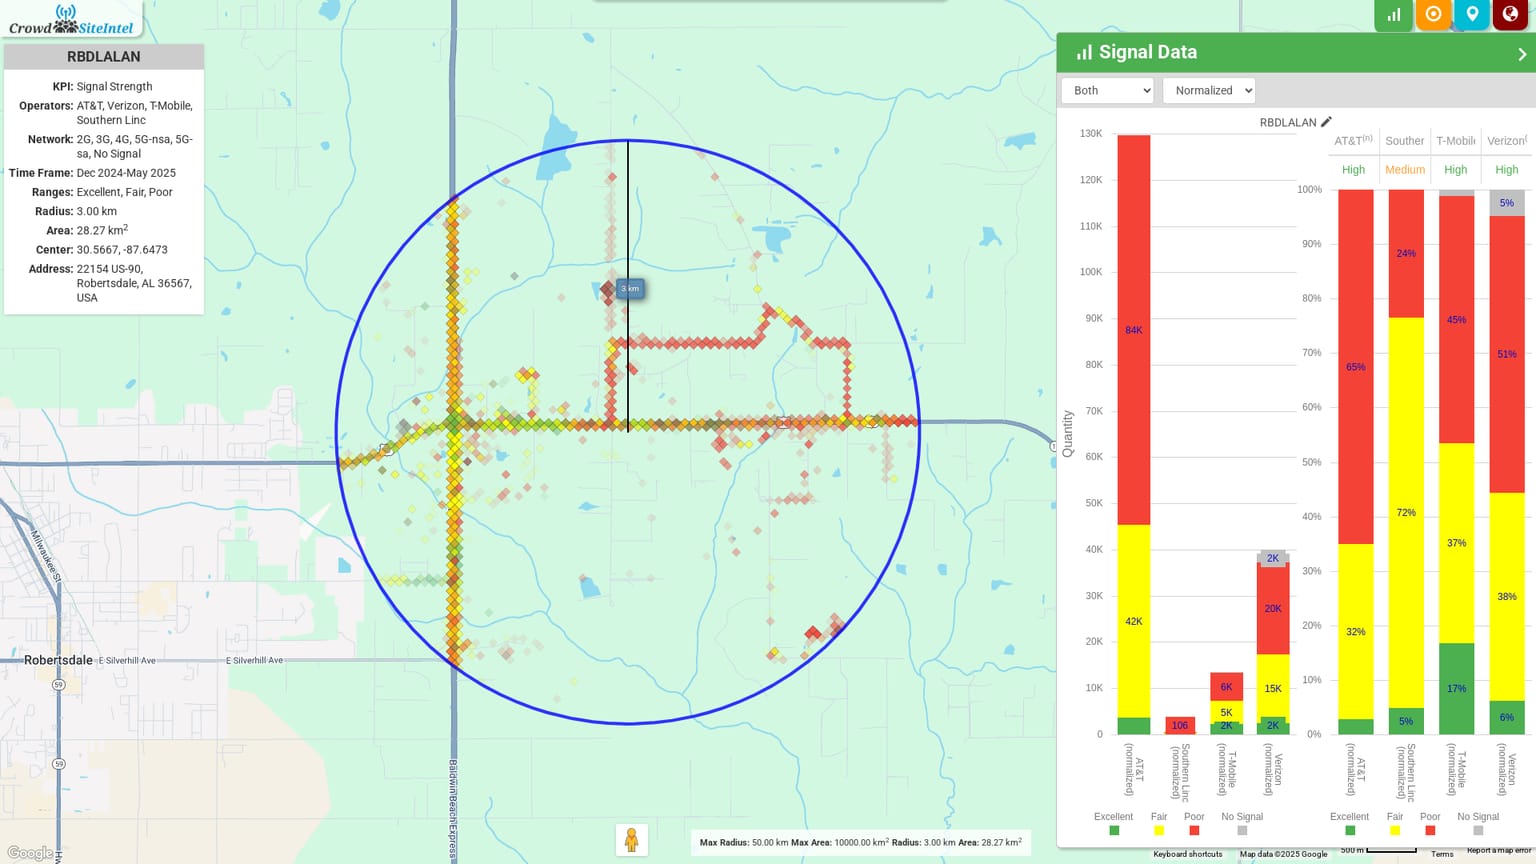 Crowd SiteIntel
RBDLALAN
KPI: Signal Strength
Operators: AT&T, Verizon, T-Mobile,
Southern Linc
Network: 2G, 3G, 4G, 5G-nsa, 5G-
sa, No Signal
Time Frame: Dec 2024-May 2025
Ranges: Excellent, Fair, Poor
Radius: 3.00 km
Area: 28.27 km²
Center: 30.5667, -87.6473
Address: 22154 US-90,
Robertsdale, AL 36567,
USA
3 km
Milwaukee St
Robertsdale
E Silverhill Ave
E Silverhill Ave
59
59
Baldwin Beach Express
Google
Max Radius: 50.00 km Max Area: 10000.00 km² Radius: 3.00 km Area: 28.27 km²
Signal Data
Both
Normalized
RBDLALAN
Quantity
130K
120K
110K
100K
90K
80K
70K
60K
50K
40K
30K
20K
10K
0
84K
42K
106
6K
5K
2K
2K
20K
15K
2K
AT&T (normalized)
Southern Linc (normalized)
T-Mobile (normalized)
Verizon (normalized)
Excellent
Fair
Poor
No Signal
AT&T(n)
Souther
T-Mobile
Verizon(
High
Medium
High
High
100%
90%
80%
70%
60%
50%
40%
30%
20%
10%
0%
65%
32%
24%
72%
5%
45%
37%
17%
5%
51%
38%
6%
AT&T (normalized)
Southern Linc (normalized)
T-Mobile (normalized)
Verizon (normalized)
Excellent
Fair
Poor
No Signal
500 m
Keyboard shortcuts
Map data ©2025 Google
Terms
Report a map error